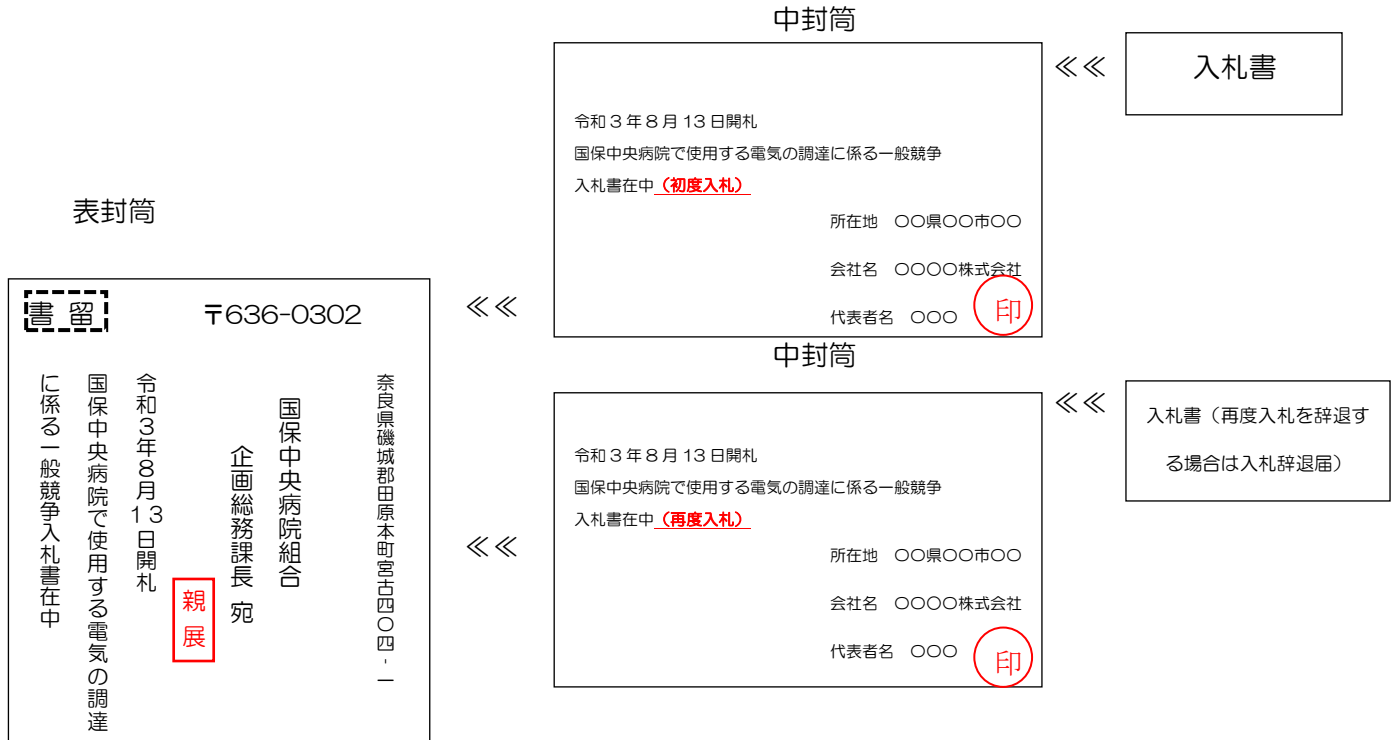 中封筒
≪≪
入札書
令和3年8月13日開札
国保中央病院で使用する電気の調達に係る一般競争
入札書在中（初度入札）
所在地　〇〇県〇〇市〇〇
会社名　〇〇〇〇株式会社
代表者名　〇〇〇
印
表封筒
書留
〒636-0302
≪≪
奈良県磯城郡田原本町宮古四〇四-一
国保中央病院組合
企画総務課長 宛
親展
令和3年8月13日開札
国保中央病院で使用する電気の調達
に係る一般競争入札書在中
中封筒
≪≪
入札書（再度入札を辞退す
る場合は入札辞退届）
令和3年8月13日開札
国保中央病院で使用する電気の調達に係る一般競争
入札書在中（再度入札）
≪≪
所在地　〇〇県〇〇市〇〇
会社名　〇〇〇〇株式会社
代表者名　〇〇〇
印